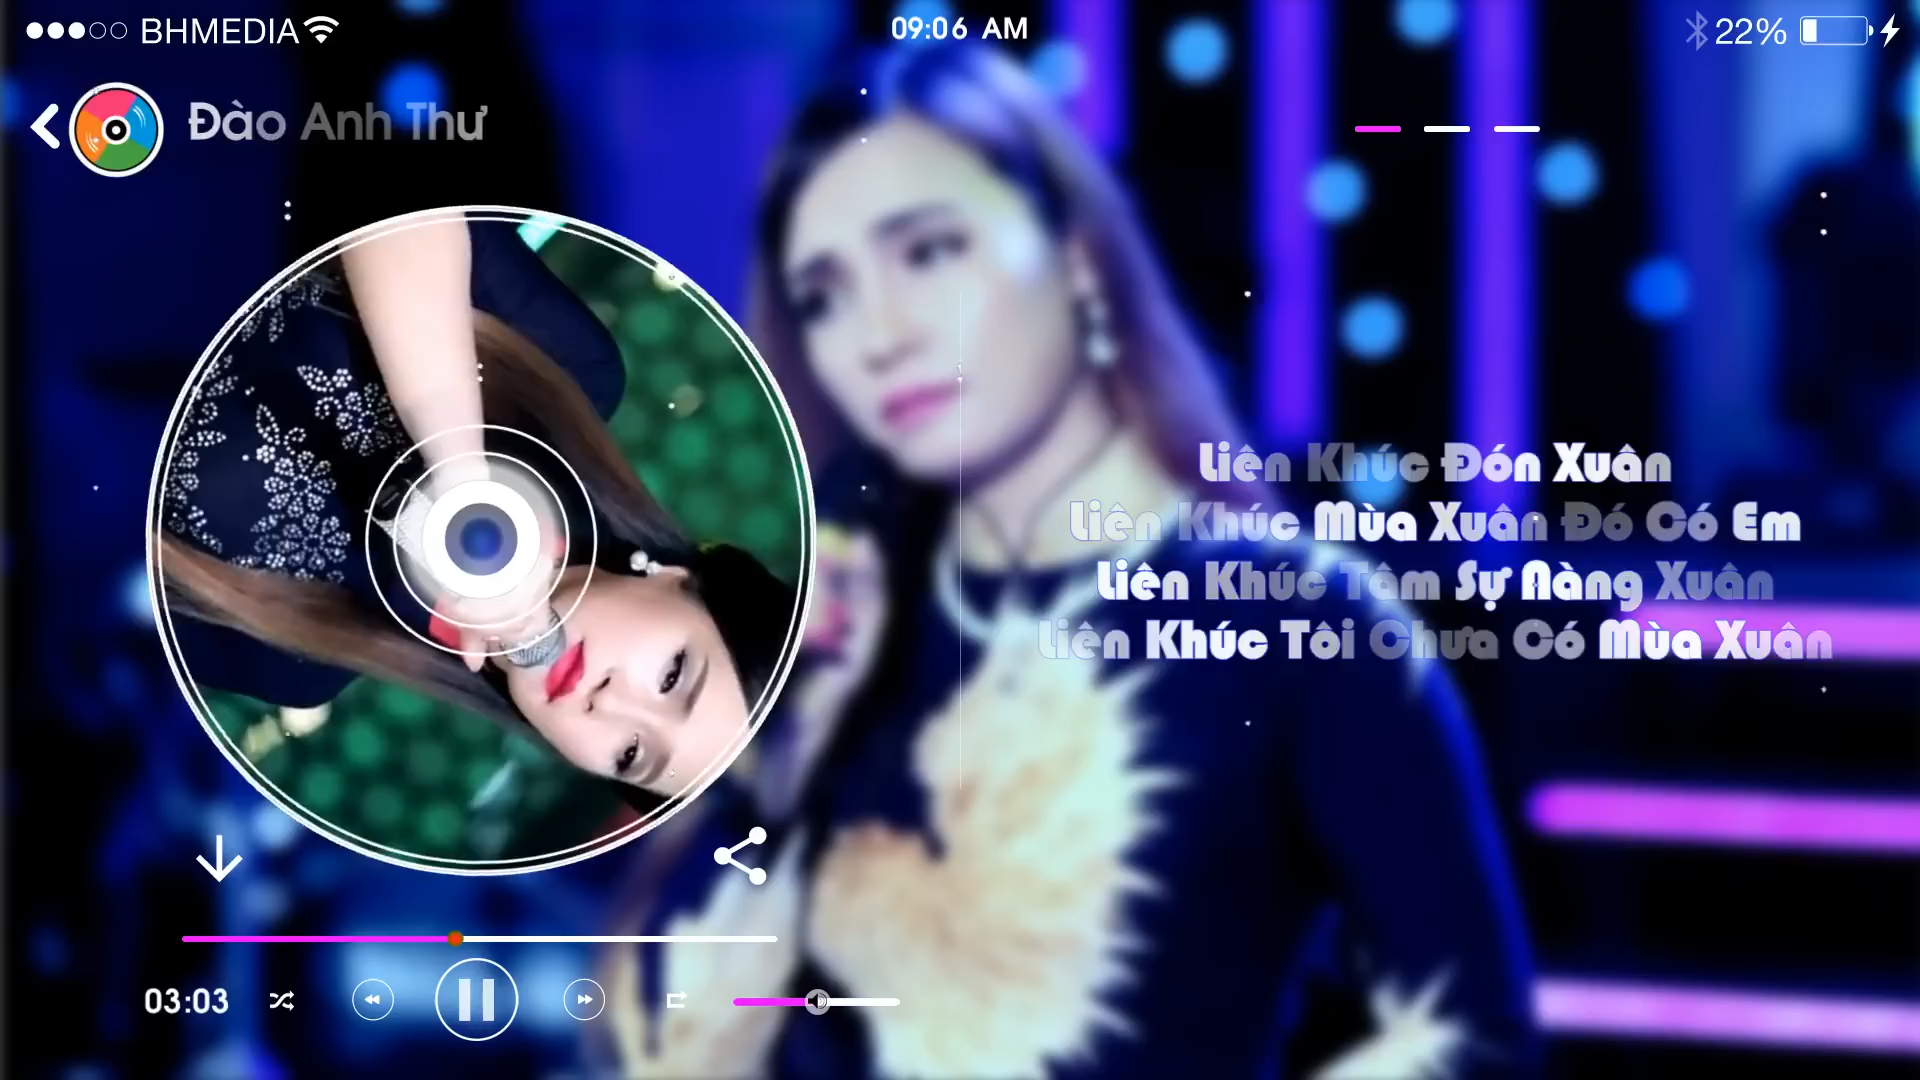 BHMEDIA
09:06 AM
22%
Đào Anh Thư
Liên Khúc Đón Xuân
Liên Khúc Mùa Xuân Đó Có Em
Liên Khúc Tâm Sự Nàng Xuân
Liên Khúc Tôi Chưa Có Mùa Xuân
03:03